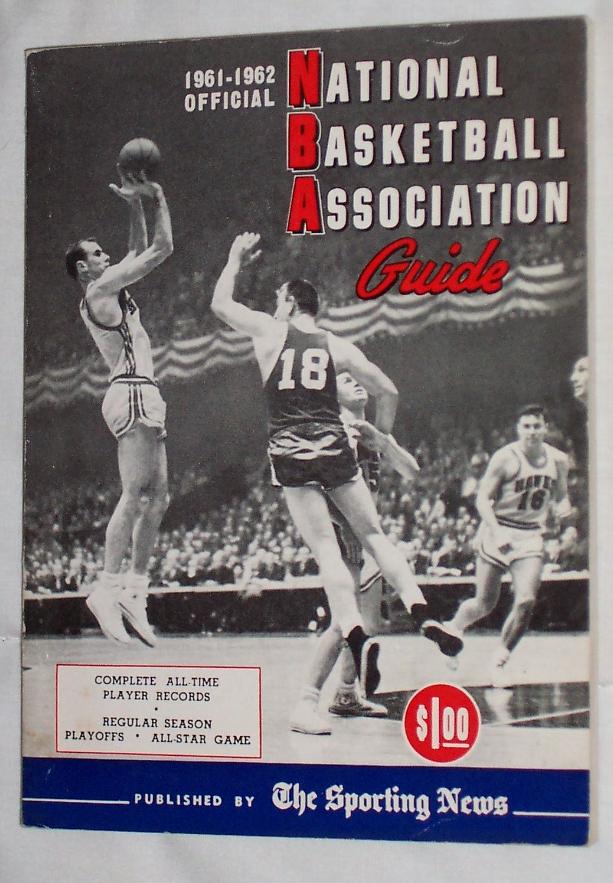 1961-1962
OFFICIAL
NATIONAL
BASKETBALL
ASSOCIATION
Guide
18
HAWKS
16
COMPLETE ALL-TIME
PLAYER RECORDS
•
REGULAR SEASON
PLAYOFFS • ALL-STAR GAME
$1.00
PUBLISHED BY The Sporting News